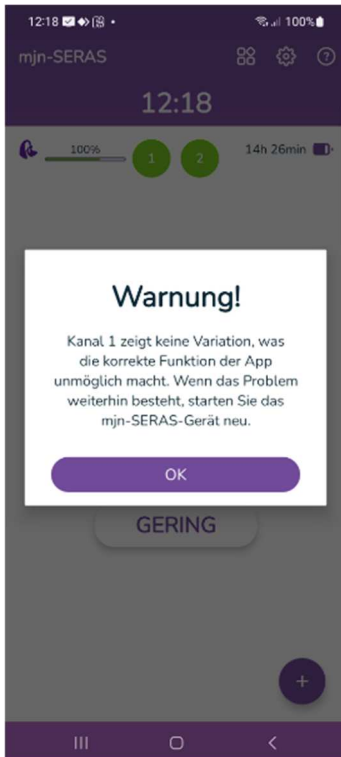 12:18
100%
mjn-SERAS
12:18
100%
1
2
14h 26min
Warnung!
Kanal 1 zeigt keine Variation, was
die korrekte Funktion der App
unmöglich macht. Wenn das Problem
weiterhin besteht, starten Sie das
mjn-SERAS-Gerät neu.
OK
GERING
+